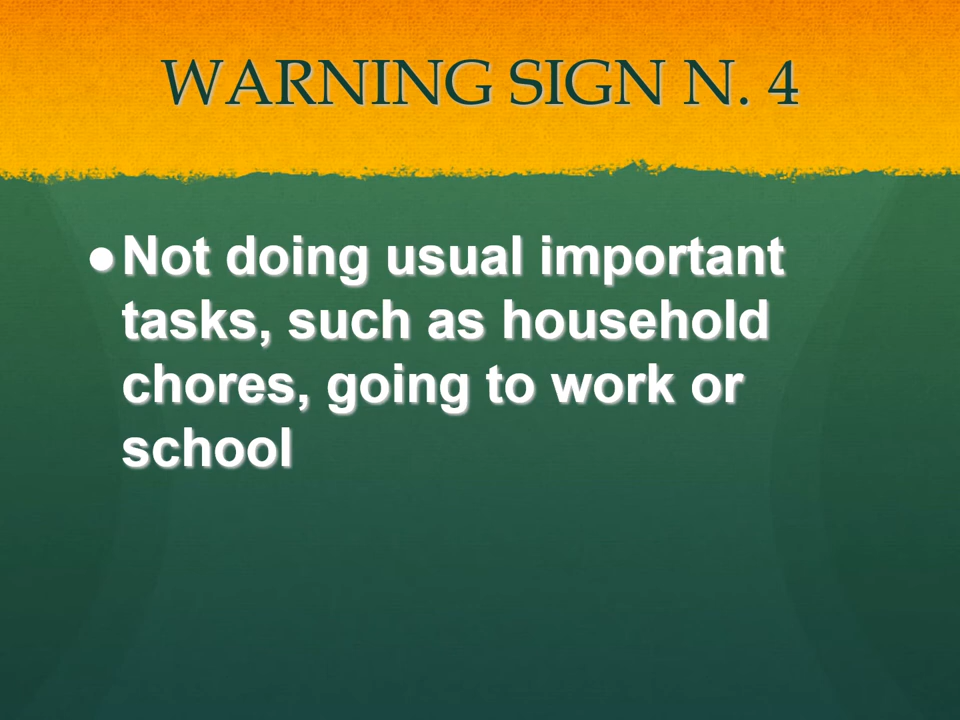 WARNING SIGN N. 4
●Not doing usual important
tasks, such as household
chores, going to work or
school